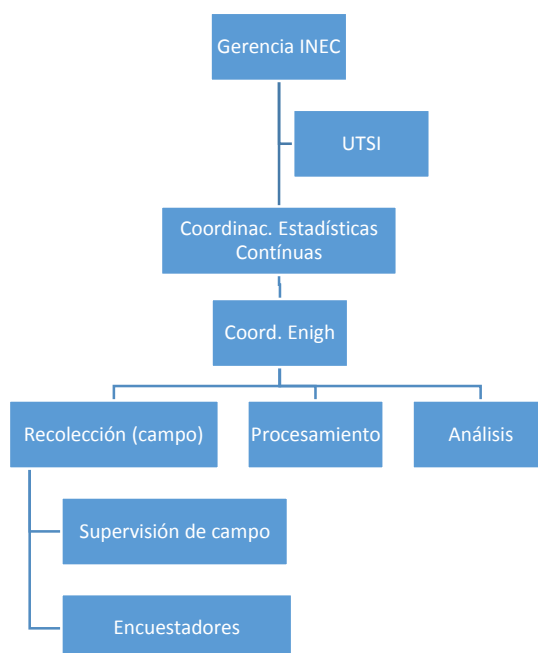 Gerencia INEC
UTSI
Coordinac. Estadísticas
Contínuas
Coord. Enigh
Recolección (campo)
Procesamiento
Análisis
Supervisión de campo
Encuestadores